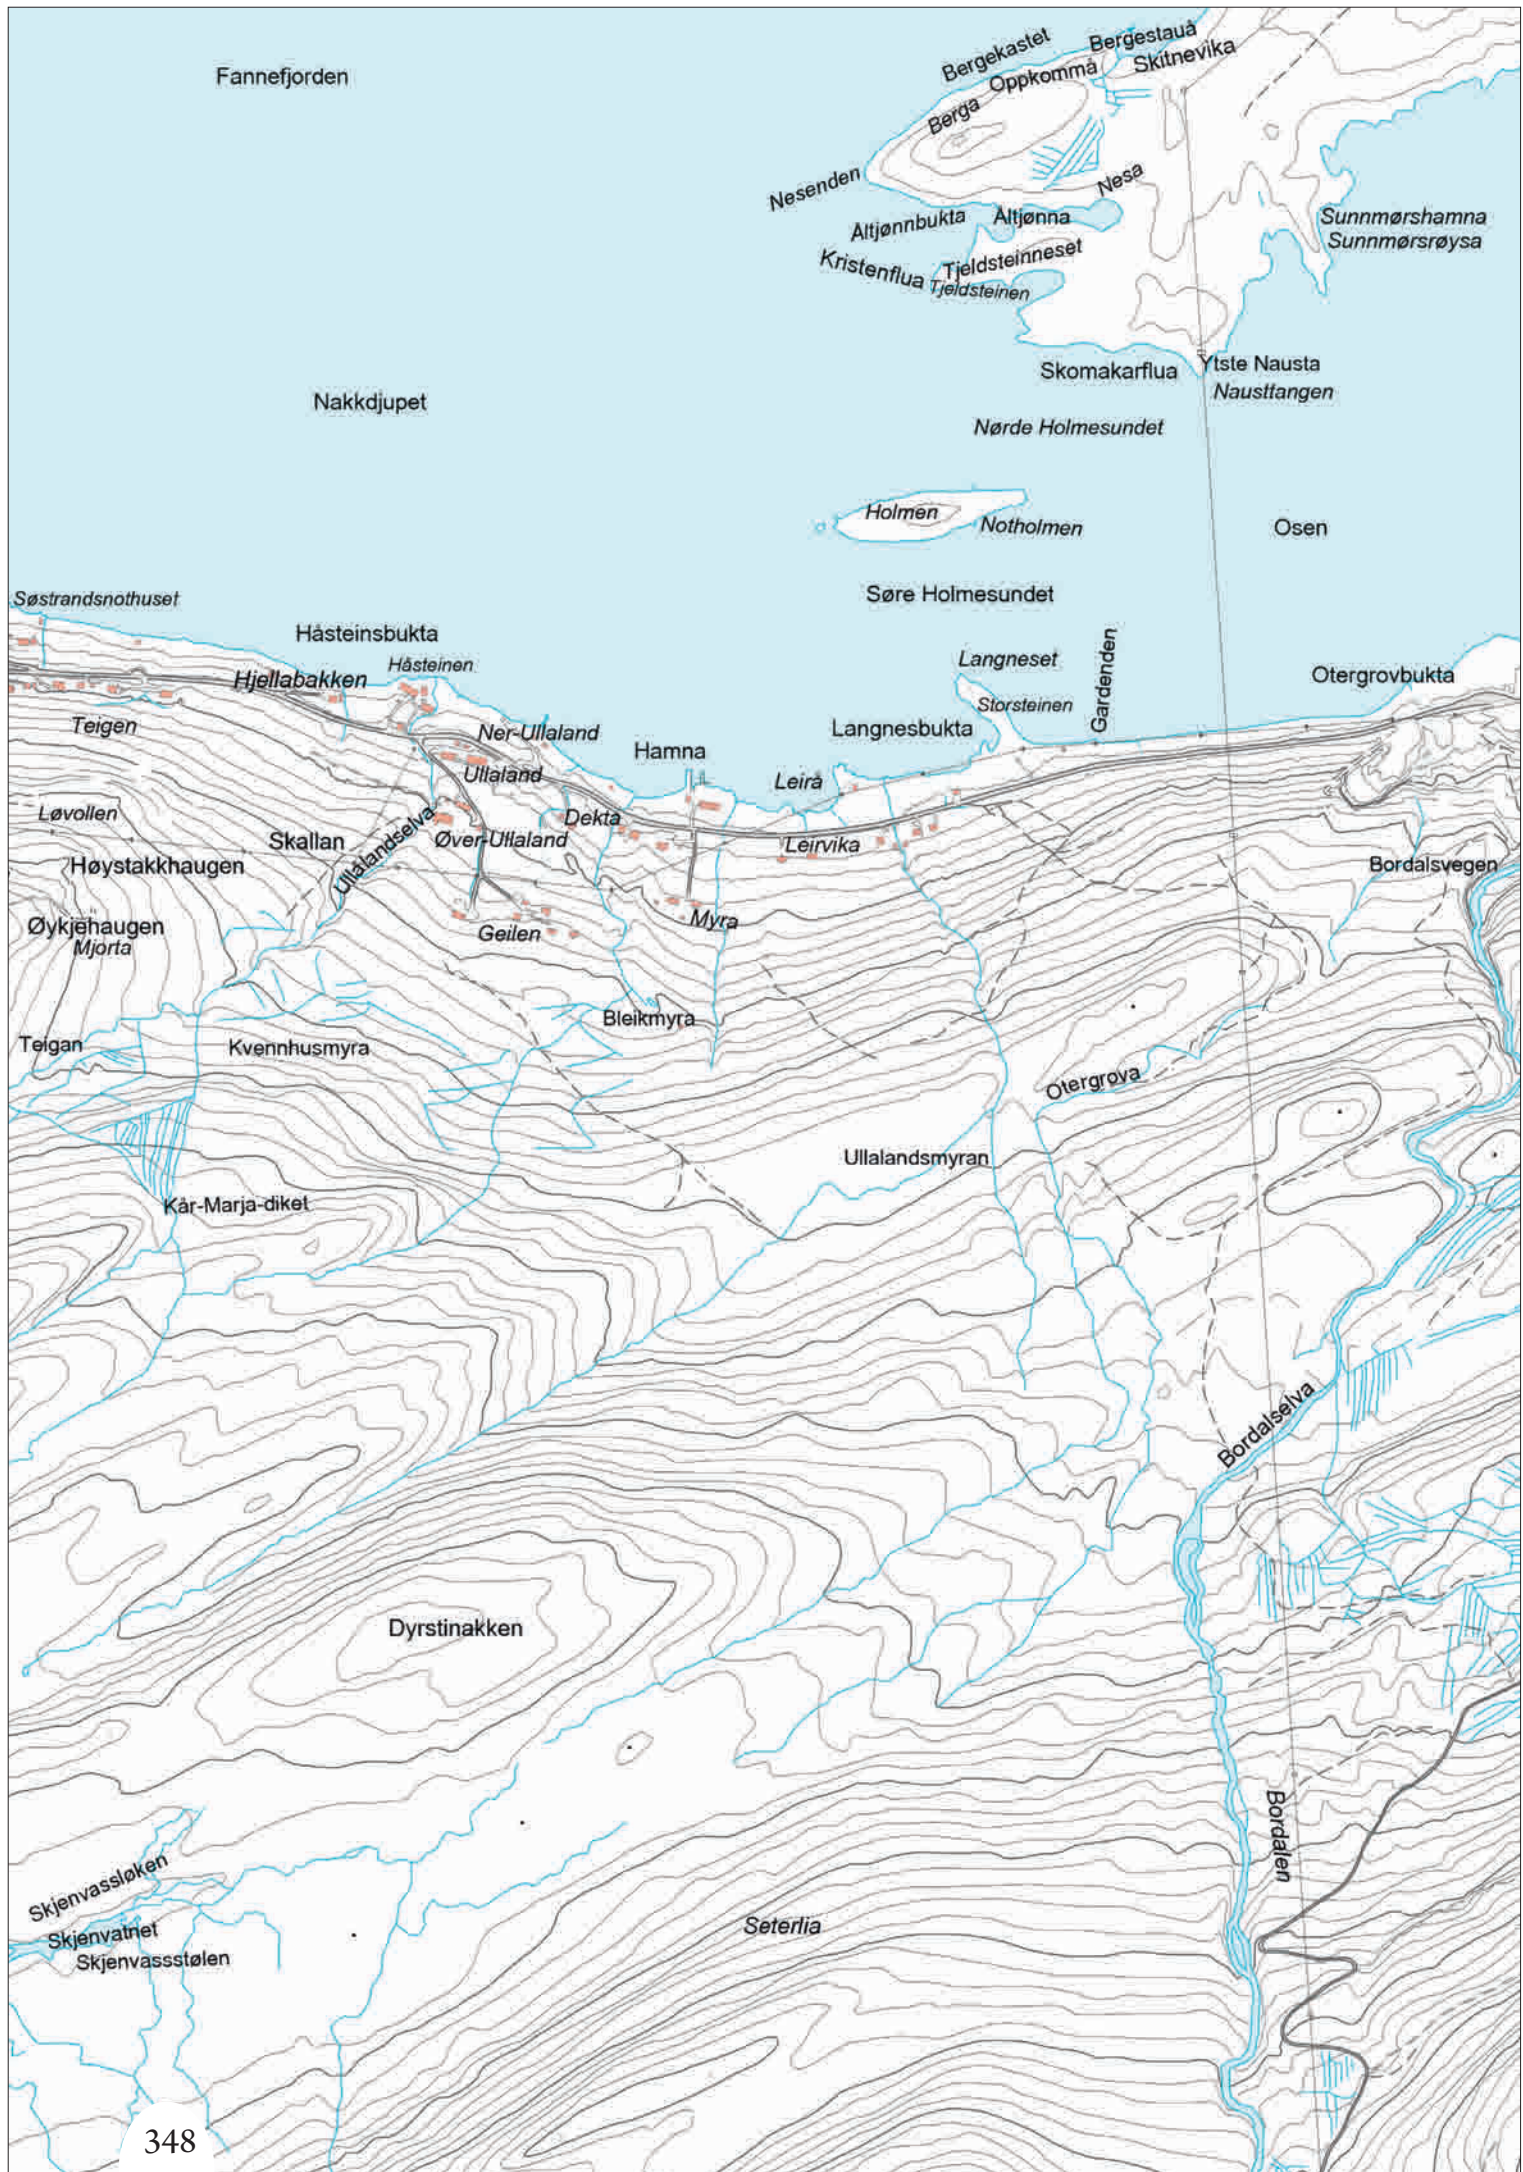 Fannefjorden
Bergekastet
Bergestauå
Skitnevika
Oppkommå
Berga
Nesenden
Nesa
Altjønnbukta
Altjønna
Sunnmørshamna
Sunnmørsrøysa
Kristenflua
Tjeldsteinneset
Tjeldsteinen
Skomakarflua
Ytste Nausta
Nausttangen
Nakkdjupet
Nørde Holmesundet
Holmen
Notholmen
Osen
Søstrandsnothuset
Søre Holmesundet
Håsteinsbukta
Håsteinen
Hjellabakken
Langneset
Gardenden
Otergrovbukta
Storsteinen
Teigen
Ner-Ullaland
Langnesbukta
Hamna
Ullaland
Leirå
Løvollen
Dekta
Skallan
Ullalandselva
Øver-Ullaland
Leirvika
Høystakkhaugen
Bordalsvegen
Øykjehaugen
Mjorta
Geilen
Myra
Bleikmyra
Teigan
Kvennhusmyra
Otergrova
Ullalandsmyran
Kår-Marja-diket
Bordalselva
Dyrstinakken
Bordalen
Skjenvassløken
Skjenvatnet
Skjenvassstølen
Seterlia
348